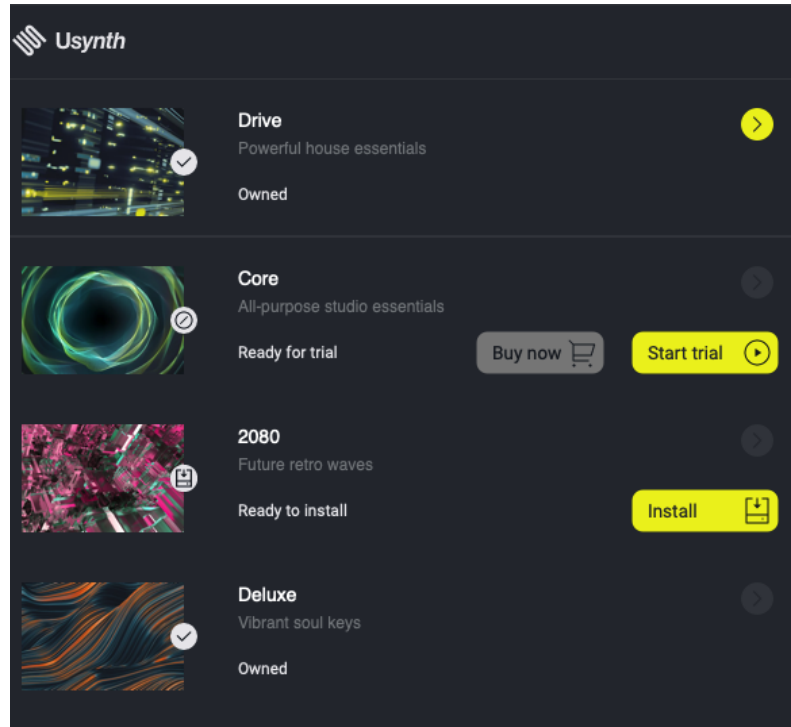 Usynth
Drive
Powerful house essentials
Owned
Core
All-purpose studio essentials
Ready for trial
Buy now
Start trial
2080
Future retro waves
Ready to install
Install
Deluxe
Vibrant soul keys
Owned